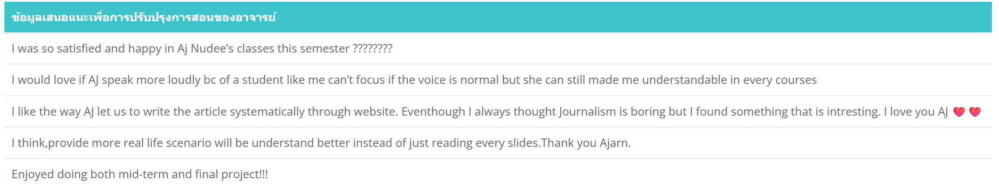 ข้อมูลเสนอแนะเพื่อการปรับปรุงการสอนของอาจารย์
I was so satisfied and happy in Aj Nudee’s classes this semester ????????
I would love if AJ speak more loudly bc of a student like me can’t focus if the voice is normal but she can still made me understandable in every courses
I like the way AJ let us to write the article systematically through website. Eventhough I always thought Journalism is boring but I found something that is intresting. I love you AJ ❤️ ❤️
I think,provide more real life scenario will be understand better instead of just reading every slides.Thank you Ajarn.
Enjoyed doing both mid-term and final project!!!